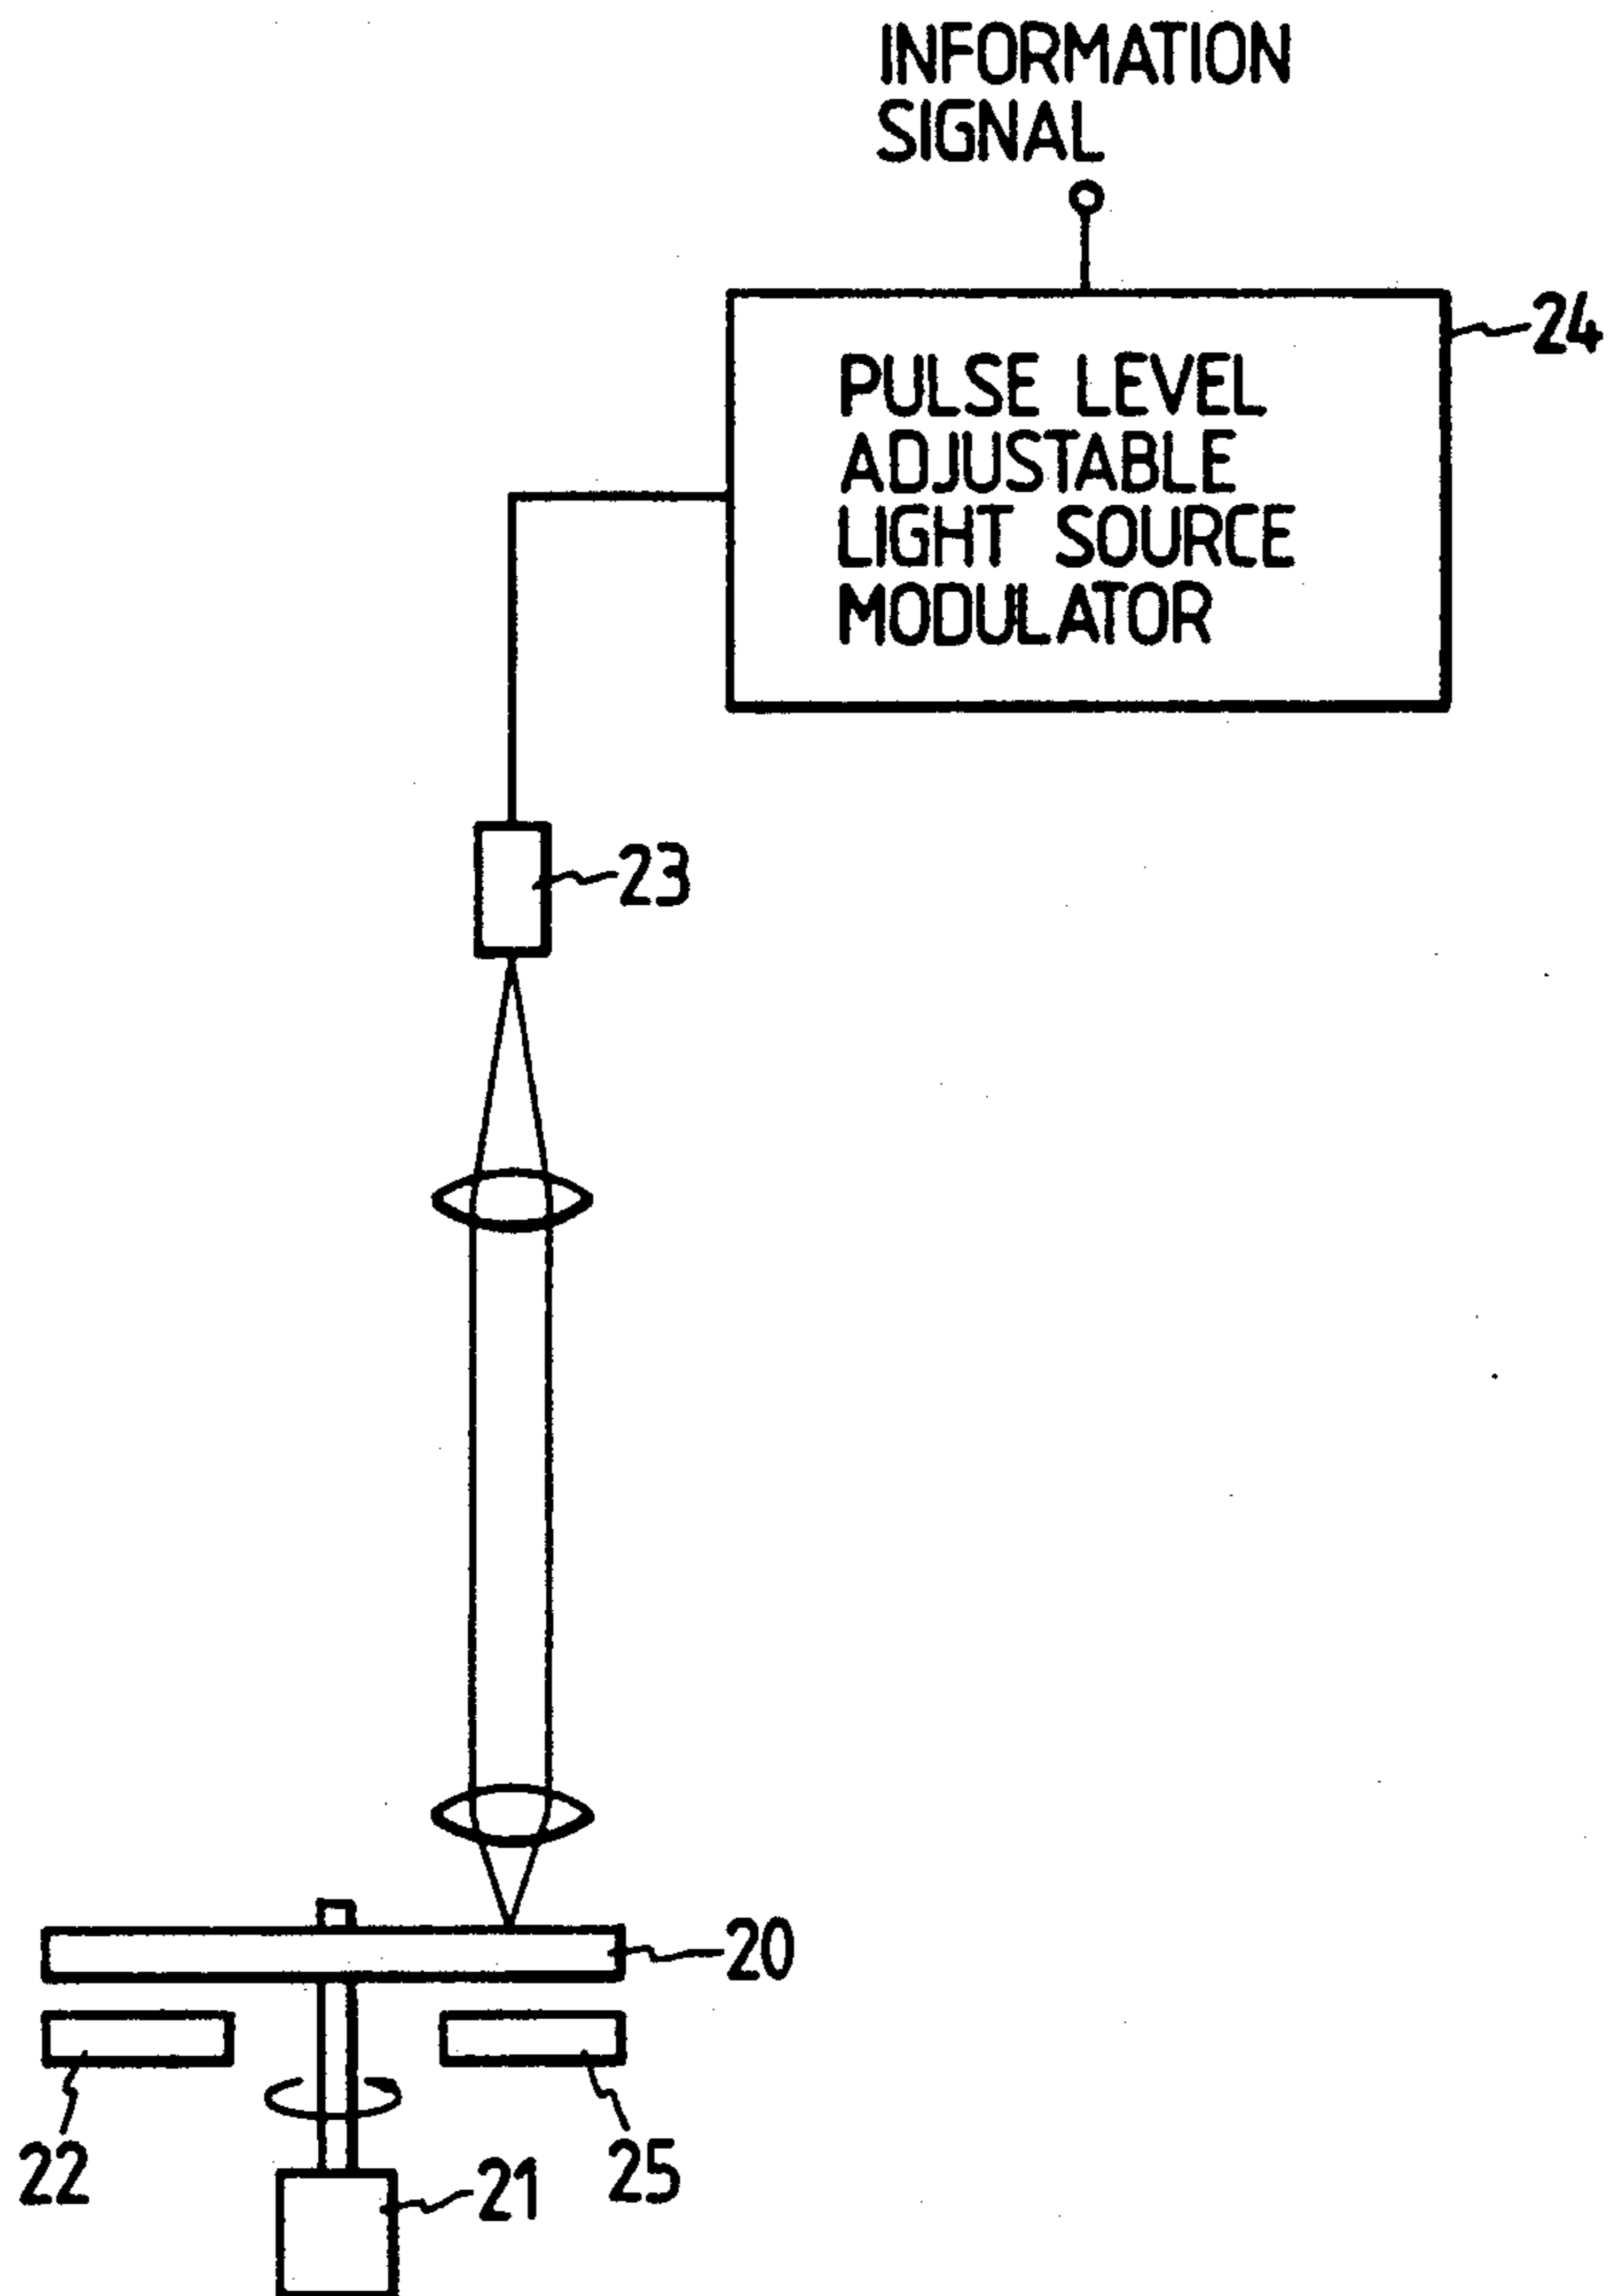 INFORMATION
SIGNAL
24
PULSE LEVEL
ADJUSTABLE
LIGHT SOURCE
MODULATOR
23
20
22
25
21